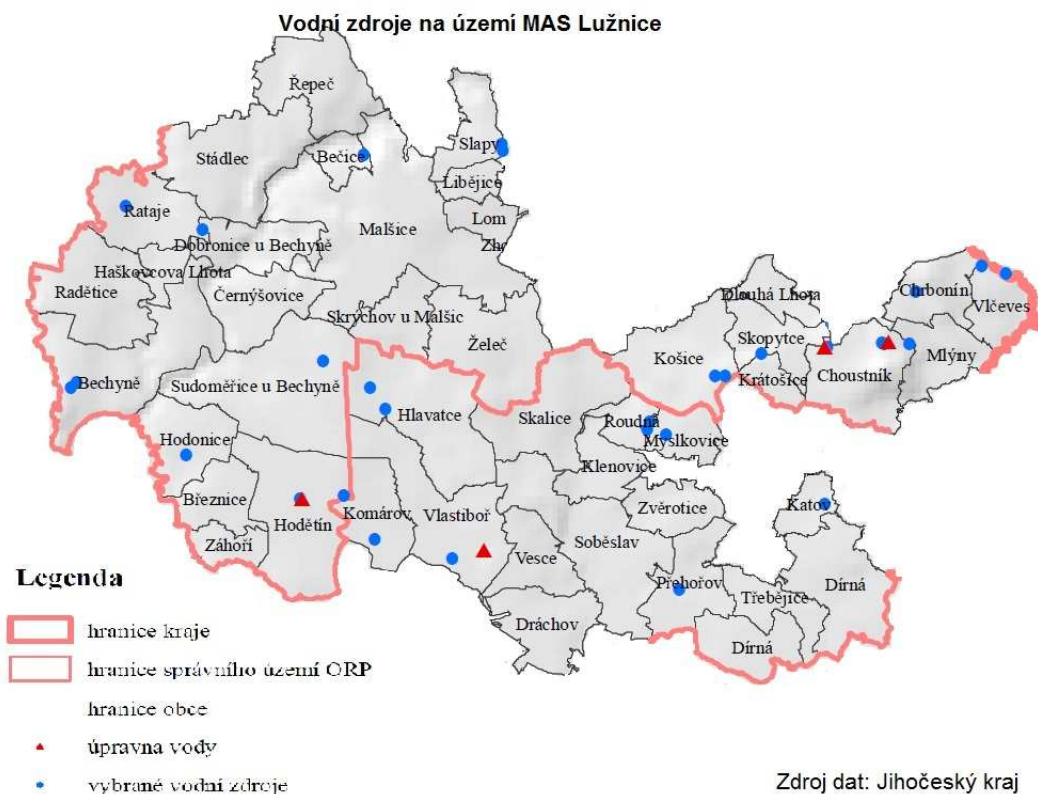 Vodní zdroje na území MAS Lužnice
Řepeč
Slapy
Stádlec
Bečice
Libějice
Rataje
Malšice
Lom
Zho
Dobronice u Bechyně
Haškovcova Lhota
Radětice
Černýšovice
Dlouhá Lhota
Chrbonín
Vlčeves
Skrýchov u Malšic
Želeč
Košice
Skopytce
Mlýny
Bechyně
Sudoměřice u Bechyně
Krátošice
Choustník
Hlavatce
Skalice
Hodonice
Roudná
Myslkovice
Klenovice
Březnice
Zvěrotice
Katov
Hodětín
Komárov
Vlastiboř
Soběslav
Záhoří
Vesce
Přehořov
Třebějice
Dírná
Dráchov
Dírná
Legenda
hranice kraje
hranice správního území ORP
hranice obce
úpravna vody
vybrané vodní zdroje
Zdroj dat: Jihočeský kraj